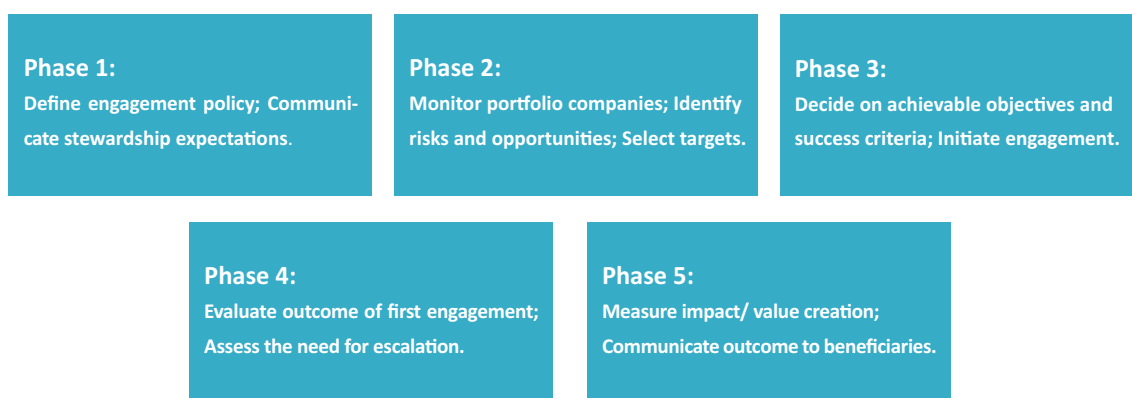 Phase 1:
Define engagement policy; Communi-
cate stewardship expectations.
Phase 2:
Monitor portfolio companies; Identify
risks and opportunities; Select targets.
Phase 3:
Decide on achievable objectives and
success criteria; Initiate engagement.
Phase 4:
Evaluate outcome of first engagement;
Assess the need for escalation.
Phase 5:
Measure impact/ value creation;
Communicate outcome to beneficiaries.